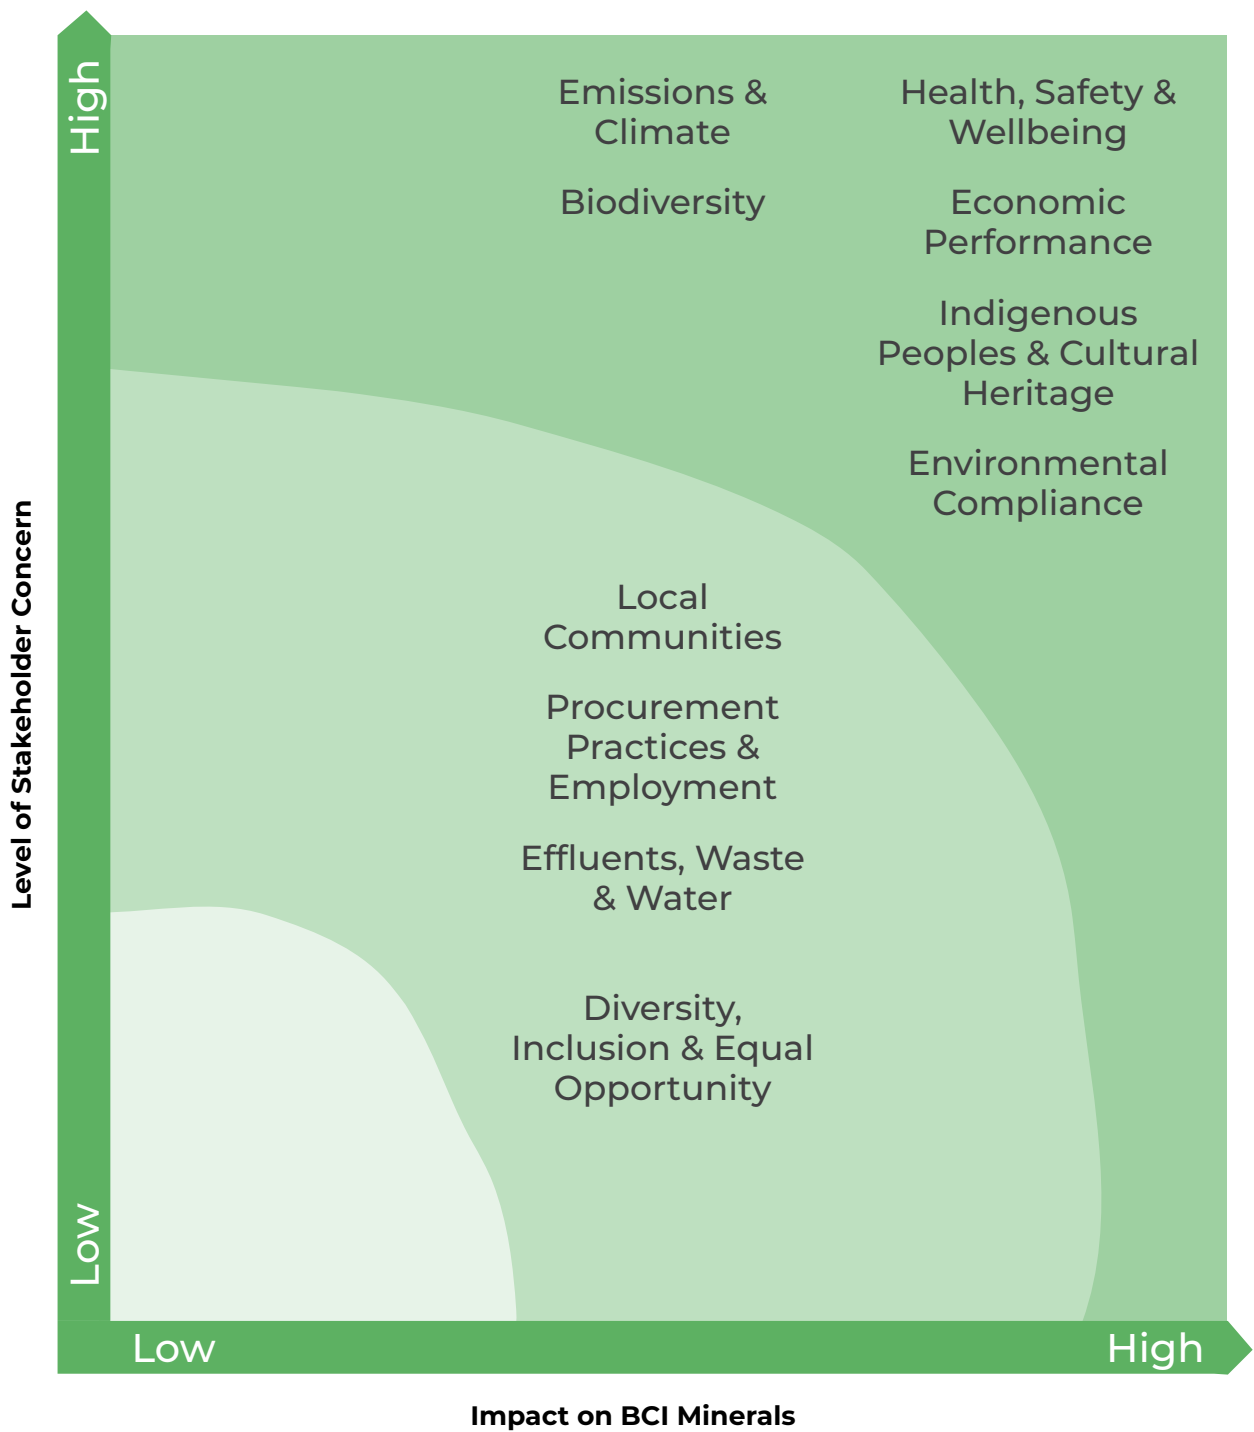 High
Emissions &
Climate
Biodiversity
Health, Safety &
Wellbeing
Economic
Performance
Indigenous
Peoples & Cultural
Heritage
Environmental
Compliance
Level of Stakeholder Concern
Local
Communities
Procurement
Practices &
Employment
Effluents, Waste
& Water
Diversity,
Inclusion & Equal
Opportunity
Low
Low
High
Impact on BCI Minerals